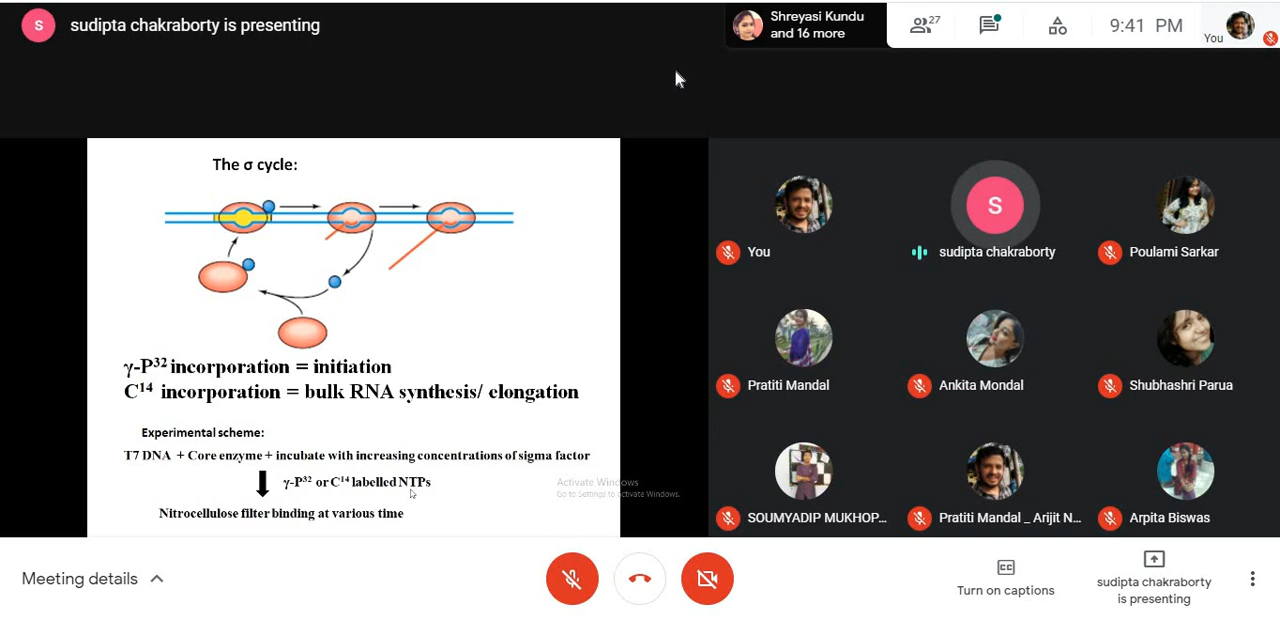 S
sudipta chakraborty is presenting
Shreyasi Kundu
and 16 more
27
9:41 PM
You
The σ cycle:
γ-P³² incorporation = initiation
C¹⁴ incorporation = bulk RNA synthesis/ elongation
Experimental scheme:
T7 DNA + Core enzyme + incubate with increasing concentrations of sigma factor
γ-P³² or C¹⁴ labelled NTPs
Nitrocellulose filter binding at various time
Activate Windows
Go to Settings to activate Windows.
S
You
sudipta chakraborty
Poulami Sarkar
Pratiti Mandal
Ankita Mondal
Shubhashri Parua
SOUMYADIP MUKHOP...
Pratiti Mandal _ Arijit N...
Arpita Biswas
Meeting details
CC
Turn on captions
sudipta chakraborty
is presenting